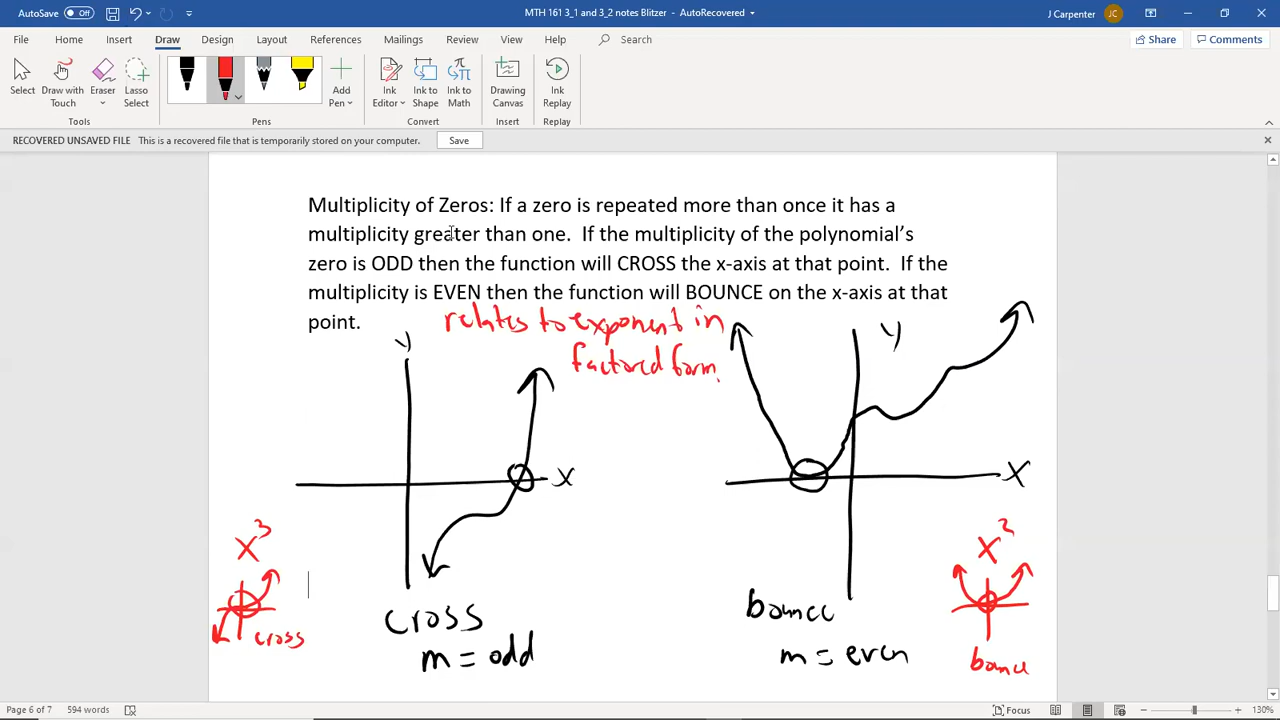 AutoSave Off MTH 161 3_1 and 3_2 notes Blitzer - AutoRecovered J Carpenter JC
File Home Insert Draw Design Layout References Mailings Review View Help Search Share Comments
Select Draw with Touch Eraser Lasso Select Add Pen Ink Editor Ink to Shape Ink to Math Drawing Canvas Ink Replay
Tools Pens Convert Insert Replay
RECOVERED UNSAVED FILE This is a recovered file that is temporarily stored on your computer. Save
Multiplicity of Zeros: If a zero is repeated more than once it has a
multiplicity greater than one. If the multiplicity of the polynomial’s
zero is ODD then the function will CROSS the x-axis at that point. If the
multiplicity is EVEN then the function will BOUNCE on the x-axis at that
point.
relates to exponent in
factored form.
y y
x x
x³ x²
cross bounce
cross bounce
m = odd m = even
Page 6 of 7 594 words Focus 130%